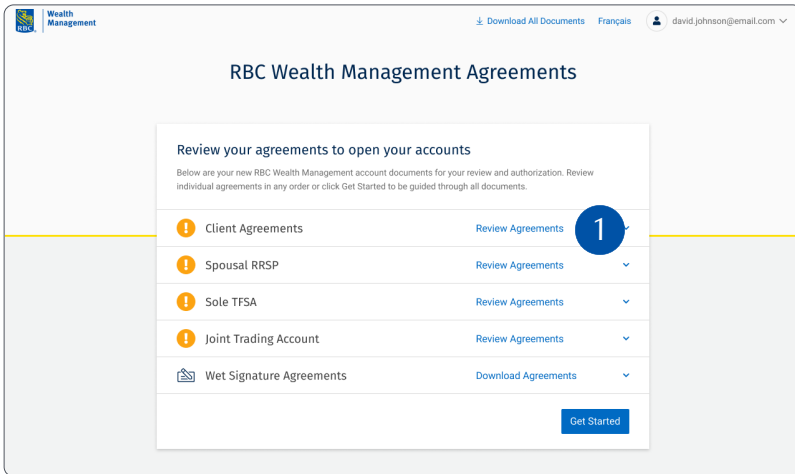 RBC
Wealth
Management
Download All Documents Français david.johnson@email.com
RBC Wealth Management Agreements
Review your agreements to open your accounts
Below are your new RBC Wealth Management account documents for your review and authorization. Review
individual agreements in any order or click Get Started to be guided through all documents.
! Client Agreements Review Agreements 1
! Spousal RRSP Review Agreements
! Sole TFSA Review Agreements
! Joint Trading Account Review Agreements
Wet Signature Agreements Download Agreements
Get Started